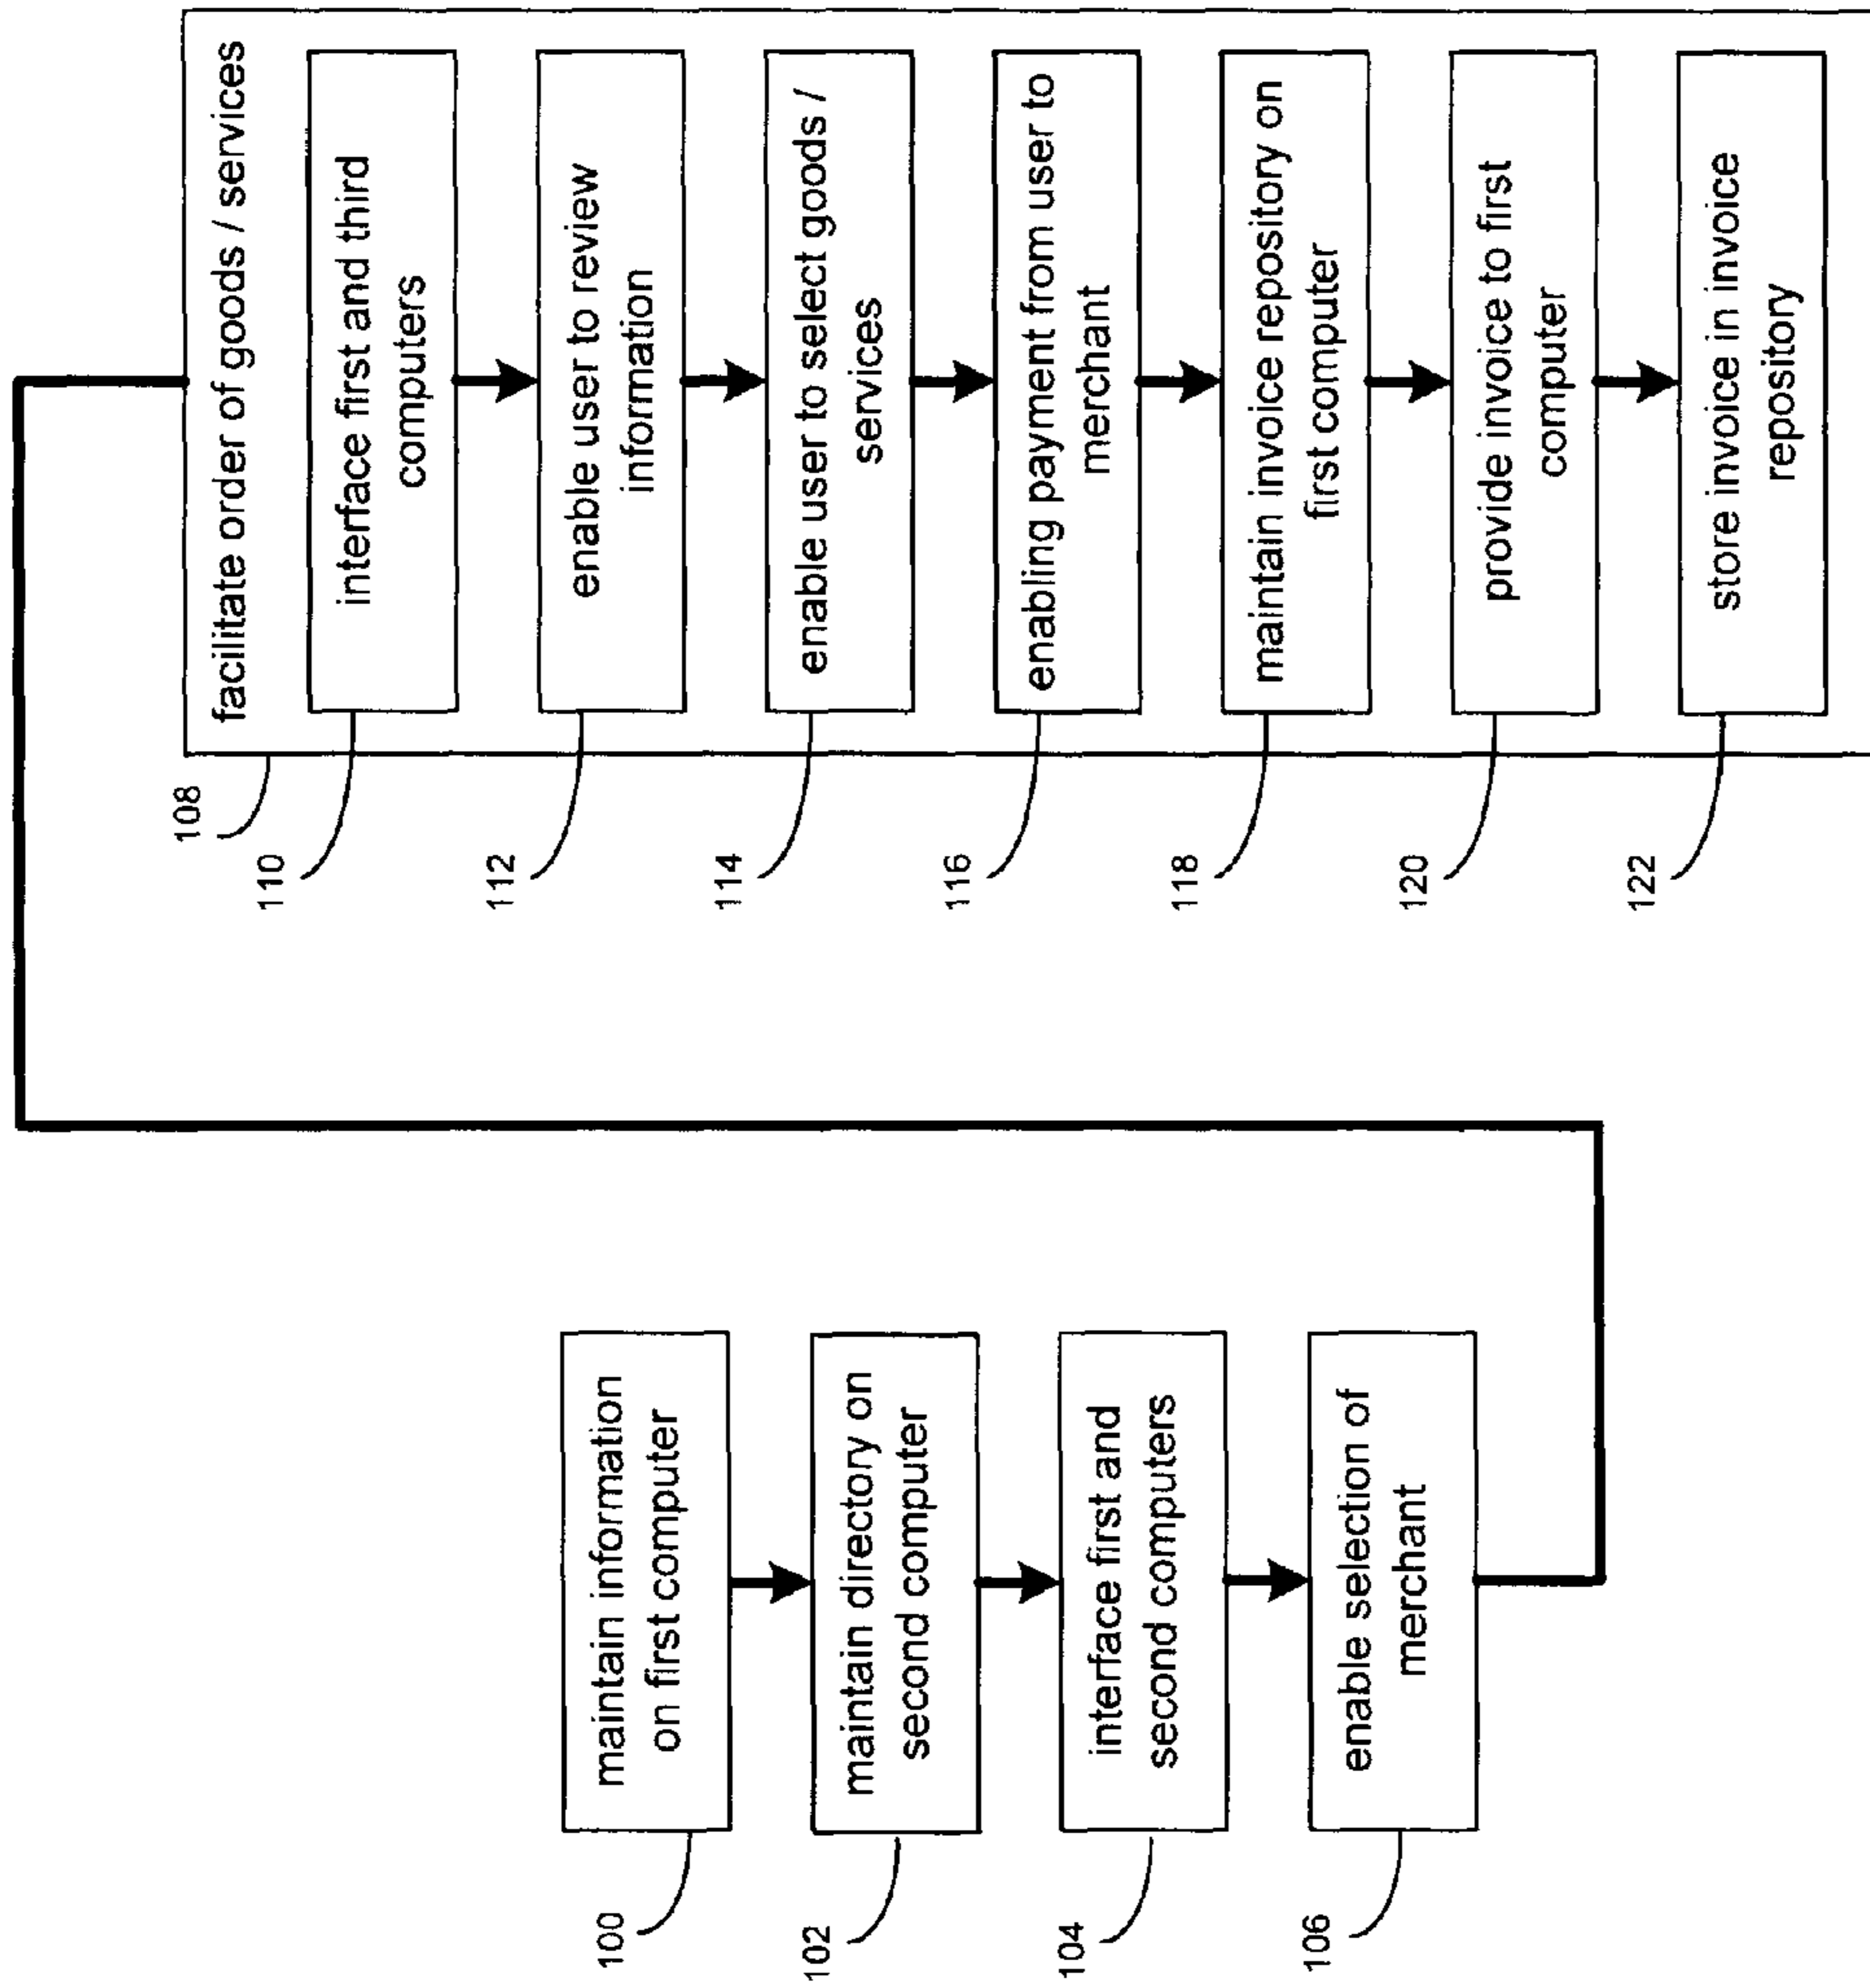 100
maintain information
on first computer
102
maintain directory on
second computer
104
interface first and
second computers
106
enable selection of
merchant
108
facilitate order of goods / services
110
interface first and third
computers
112
enable user to review
information
114
enable user to select goods /
services
116
enabling payment from user to
merchant
118
maintain invoice repository on
first computer
120
provide invoice to first
computer
122
store invoice in invoice
repository